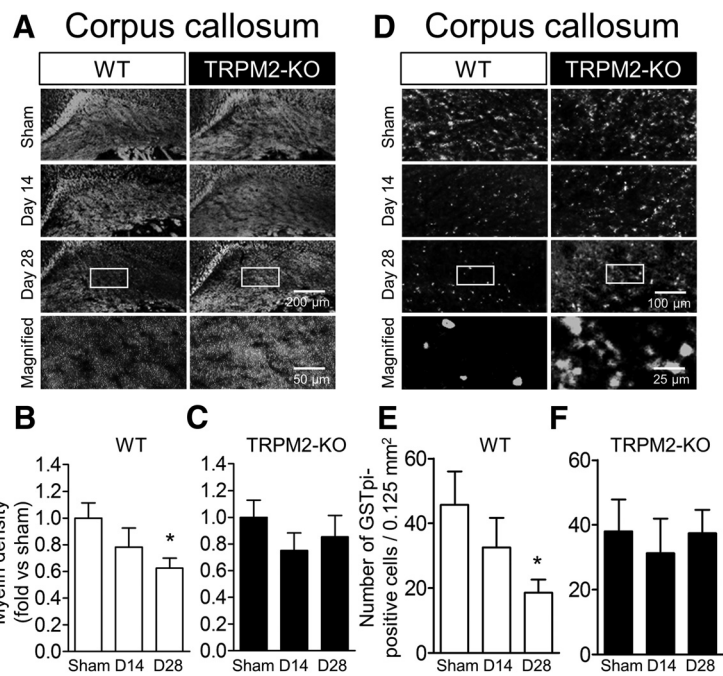 A Corpus callosum
WT TRPM2-KO
Sham
Day 14
Day 28
200 µm
Magnified
50 µm
D Corpus callosum
WT TRPM2-KO
Sham
Day 14
Day 28
100 µm
Magnified
25 µm
B WT
density
(fold vs sham)
1.4
1.2
1.0
0.8
0.6
0.4
0.2
0.0
*
Sham D14 D28
C TRPM2-KO
1.4
1.2
1.0
0.8
0.6
0.4
0.2
0.0
Sham D14 D28
E WT
Number of GSTpi-
positive cells / 0.125 mm²
60
40
20
0
*
Sham D14 D28
F TRPM2-KO
60
40
20
0
Sham D14 D28